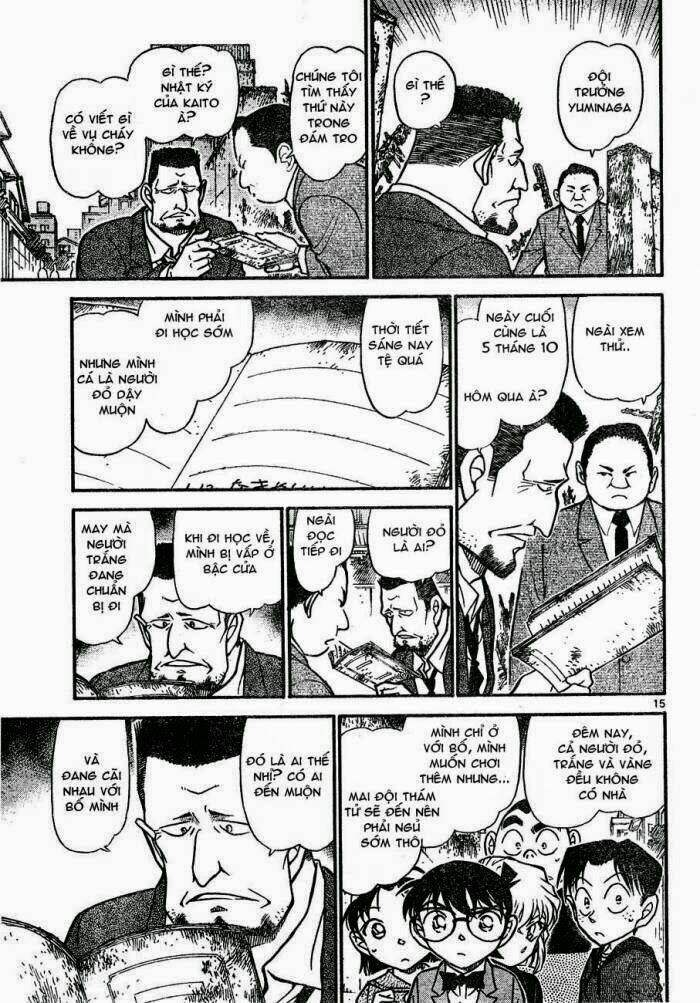 ĐỘI
TRƯỞNG
YUMINAGA
GÌ THẾ
?
CHÚNG TÔI
TÌM THẤY
THỨ NÀY
TRONG
ĐÁM TRO
GÌ THẾ?
NHẬT KÝ
CỦA KAITO
À?
CÓ VIẾT GÌ
VỀ VỤ CHÁY
KHÔNG?
NGÀI XEM
THỬ..
NGÀY CUỐI
CÙNG LÀ
5 THÁNG 10
HÔM QUA À?
THỜI TIẾT
SÁNG NAY
TỆ QUÁ
MÌNH PHẢI
ĐI HỌC SỚM
NHƯNG MÌNH
CÁ LÀ NGƯỜI
ĐỎ DẬY
MUỘN
NGƯỜI ĐỎ
LÀ AI?
NGÀI
ĐỌC
TIẾP ĐI
KHI ĐI HỌC VỀ,
MÌNH BỊ VẤP Ở
BẬC CỬA
MAY MÀ
NGƯỜI
TRẮNG
ĐANG
CHUẨN
BỊ ĐI
15
ĐÊM NAY,
CẢ NGƯỜI ĐỎ,
TRẮNG VÀ VÀNG
ĐỀU KHÔNG
CÓ NHÀ
MÌNH CHỈ Ở
VỚI BỐ, MÌNH
MUỐN CHƠI
THÊM NHƯNG...
MAI ĐỘI THÁM
TỬ SẼ ĐẾN NÊN
PHẢI NGỦ
SỚM THÔI
ĐÓ LÀ AI THẾ
NHỈ? CÓ AI
ĐẾN MUỘN
VÀ
ĐANG CÃI
NHAU VỚI
BỐ MÌNH